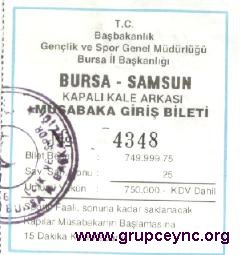 T.C.
Başbakanlık
Gençlik ve Spor Genel Müdürlüğü
Bursa İl Başkanlığı
BURSA - SAMSUN
KAPALI KALE ARKASI
MÜSABAKA GİRİŞ BİLETİ
4348
Bilet 749.999.75
25
750.000.- KDV Dahil
Faal. sonuna kadar saklanacak
Kapılar Müsabakanın Başlamasına
15 Dakika
www.grupceync.org